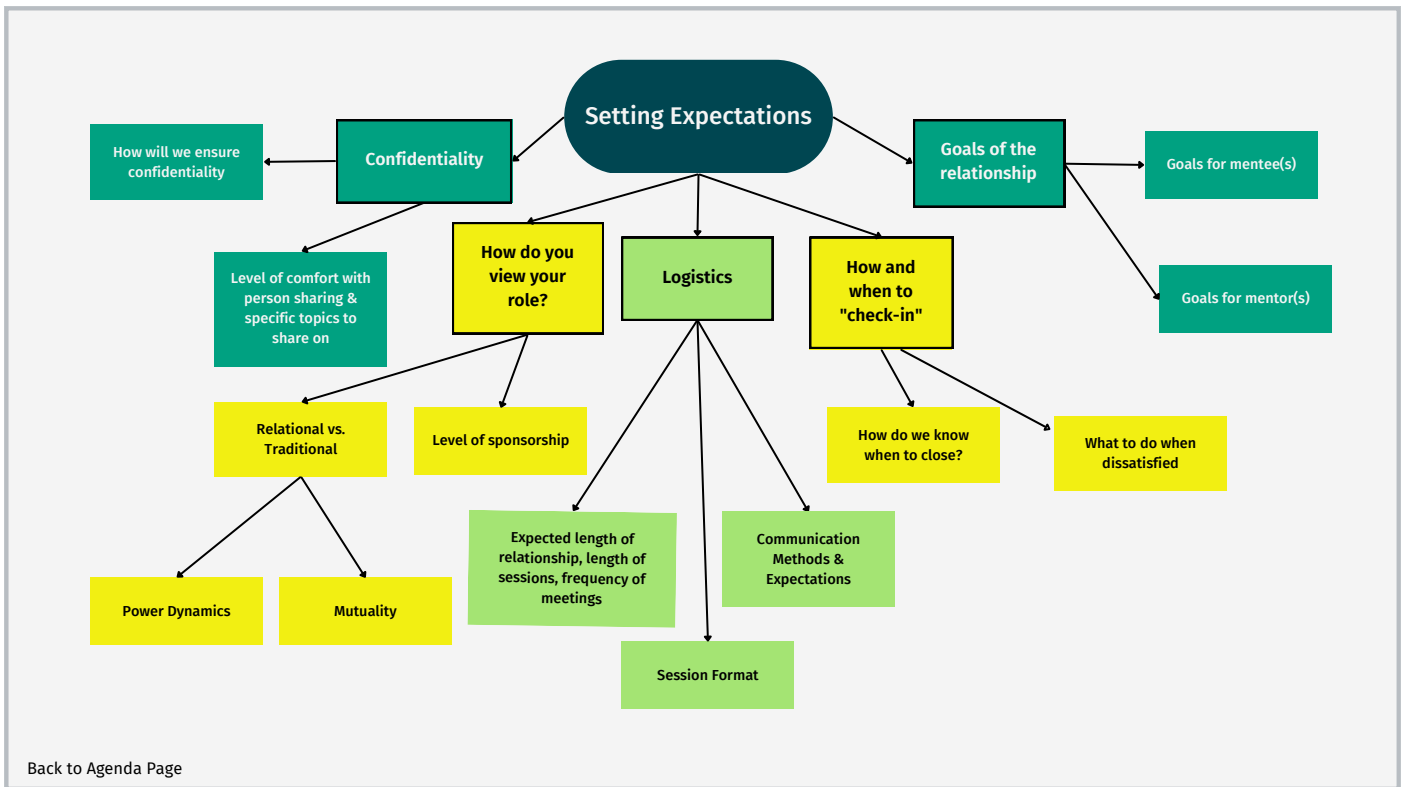 Setting Expectations
How will we ensure
confidentiality
Confidentiality
Goals of the
relationship
Goals for mentee(s)
Level of comfort with
person sharing &
specific topics to
share on
How do you
view your
role?
Logistics
How and
when to
"check-in"
Goals for mentor(s)
Relational vs.
Traditional
Level of sponsorship
How do we know
when to close?
What to do when
dissatisfied
Power Dynamics
Mutuality
Expected length of
relationship, length of
sessions, frequency of
meetings
Communication
Methods &
Expectations
Session Format
Back to Agenda Page